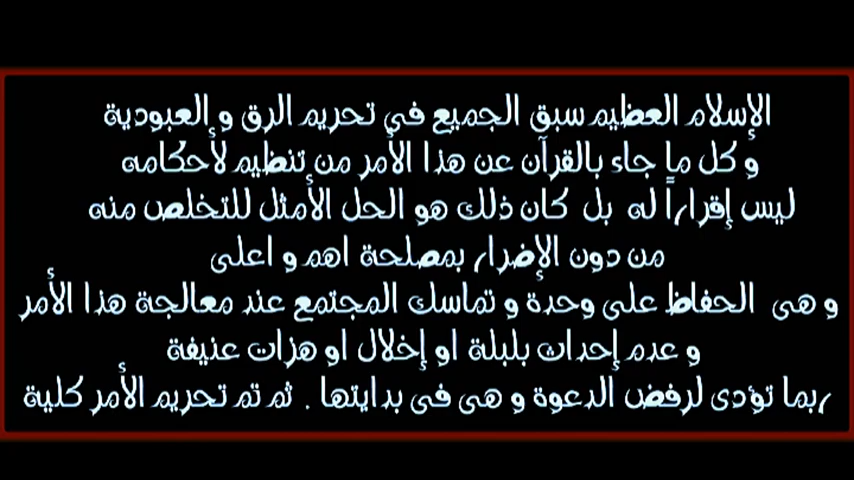 الإسلام العظيم سبق الجميع في تحريم الرق و العبودية
و كل ما جاء بالقرآن عن هذا الأمر من تنظيم لأحكامه
ليس إقراراً له بل كان ذلك هو الحل الأمثل للتخلص منه
من دون الإضرار بمصلحة اهم و اعلى
و هى الحفاظ على وحدة و تماسك المجتمع عند معالجة هذا الأمر
و عدم إحداث بلبلة او إخلال او هزات عنيفة
ربما تؤدى لرفض الدعوة و هى فى بدايتها . ثم تم تحريم الأمر كلية